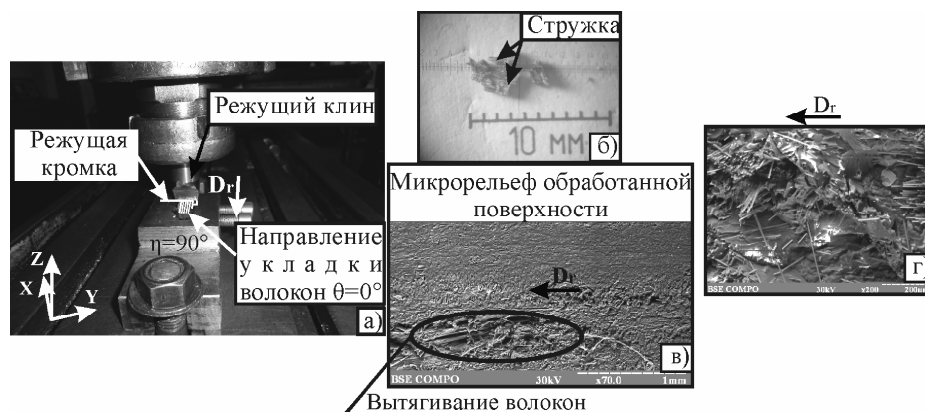 Режущий клин
Режущая
кромка
Dr
η=90°
Направление
укладки
волокон θ=0°
Z
X
Y
а)
Стружка
10 мм
б)
Микрорельеф обработанной
поверхности
Dr
в)
BSE COMPO 30kV x70.0 1mm
Вытягивание волокон
Dr
г)
BSE COMPO 30kV x200 200um